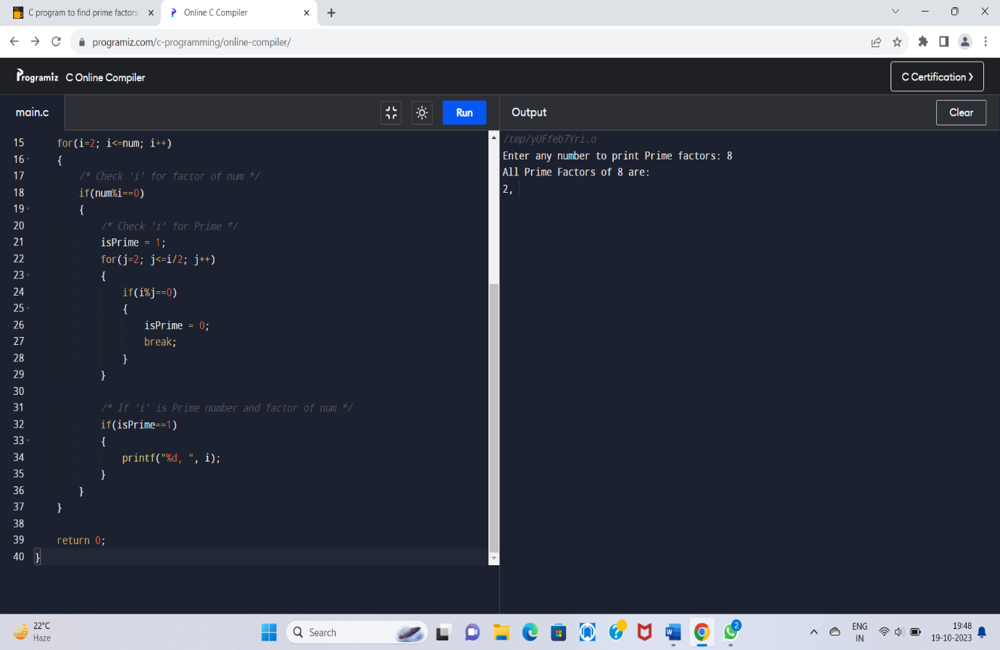 C program to find prime factors
Online C Compiler
programiz.com/c-programming/online-compiler/
Programiz C Online Compiler
C Certification >
main.c
Run
Output
Clear
15 for(i=2; i<=num; i++)
16 {
17 /* Check 'i' for factor of num */
18 if(num%i==0)
19 {
20 /* Check 'i' for Prime */
21 isPrime = 1;
22 for(j=2; j<=i/2; j++)
23 {
24 if(i%j==0)
25 {
26 isPrime = 0;
27 break;
28 }
29 }
30
31 /* If 'i' is Prime number and factor of num */
32 if(isPrime==1)
33 {
34 printf("%d, ", i);
35 }
36 }
37 }
38
39 return 0;
40 }
/tmp/yUFfeb7Yri.o
Enter any number to print Prime factors: 8
All Prime Factors of 8 are:
2,
22°C
Haze
Search
2
ENG
IN
19:48
19-10-2023